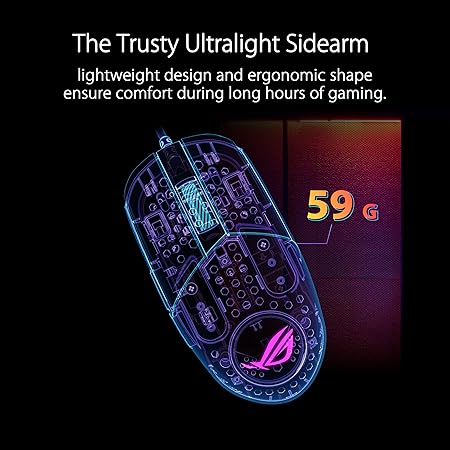 The Trusty Ultralight Sidearm
lightweight design and ergonomic shape
ensure comfort during long hours of gaming.
59 G